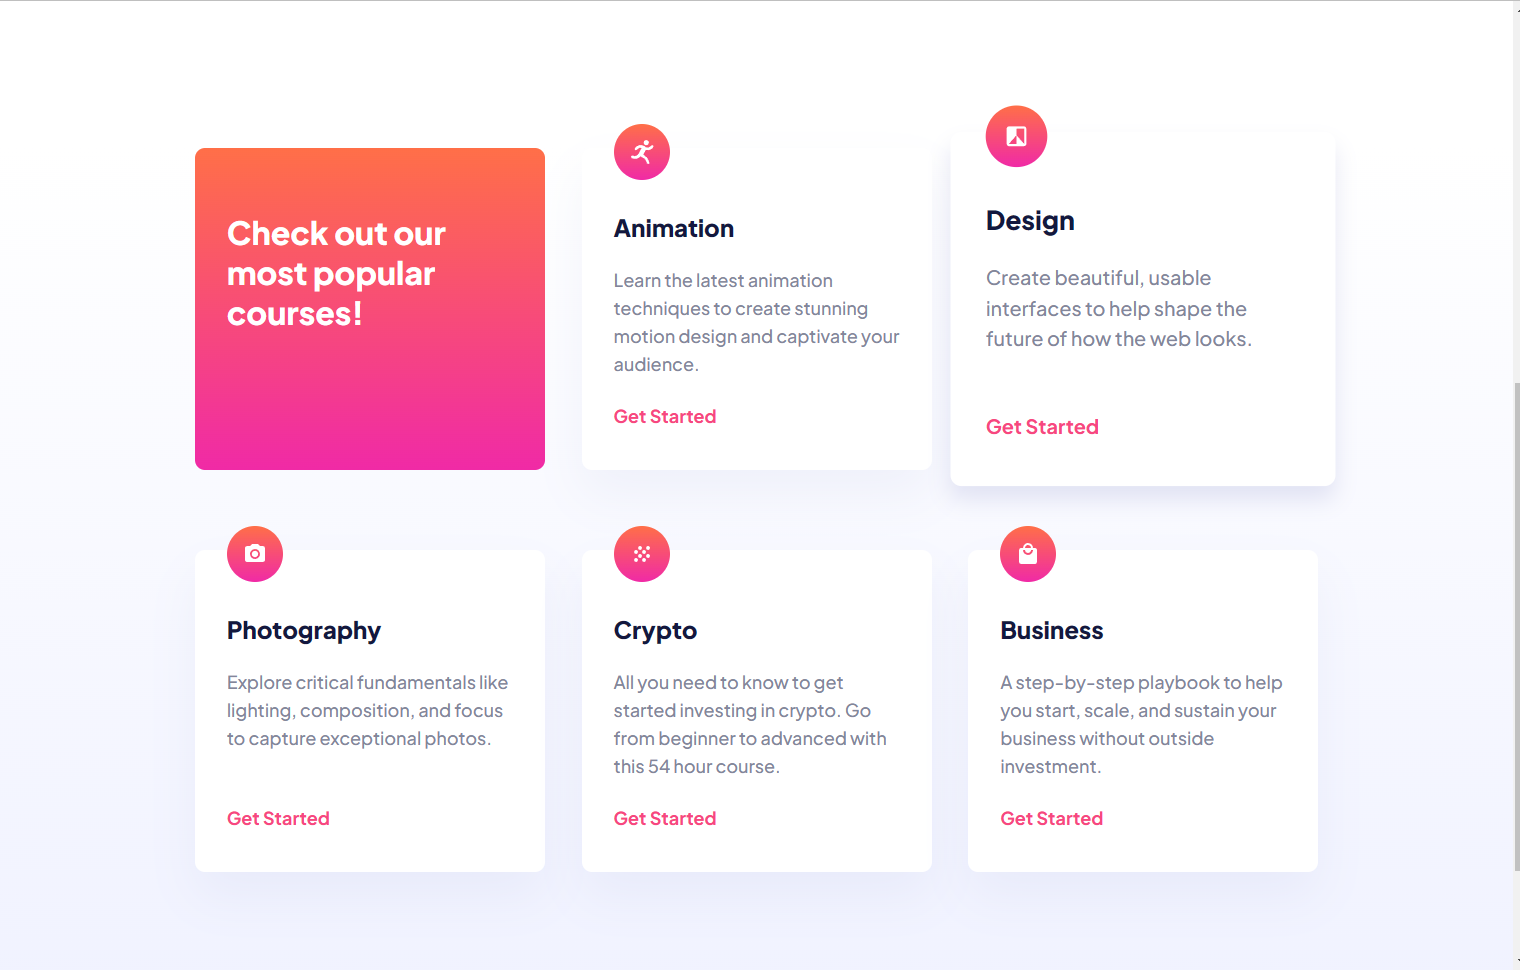 Check out our
most popular
courses!
Animation
Learn the latest animation
techniques to create stunning
motion design and captivate your
audience.
Get Started
Design
Create beautiful, usable
interfaces to help shape the
future of how the web looks.
Get Started
Photography
Explore critical fundamentals like
lighting, composition, and focus
to capture exceptional photos.
Get Started
Crypto
All you need to know to get
started investing in crypto. Go
from beginner to advanced with
this 54 hour course.
Get Started
Business
A step-by-step playbook to help
you start, scale, and sustain your
business without outside
investment.
Get Started